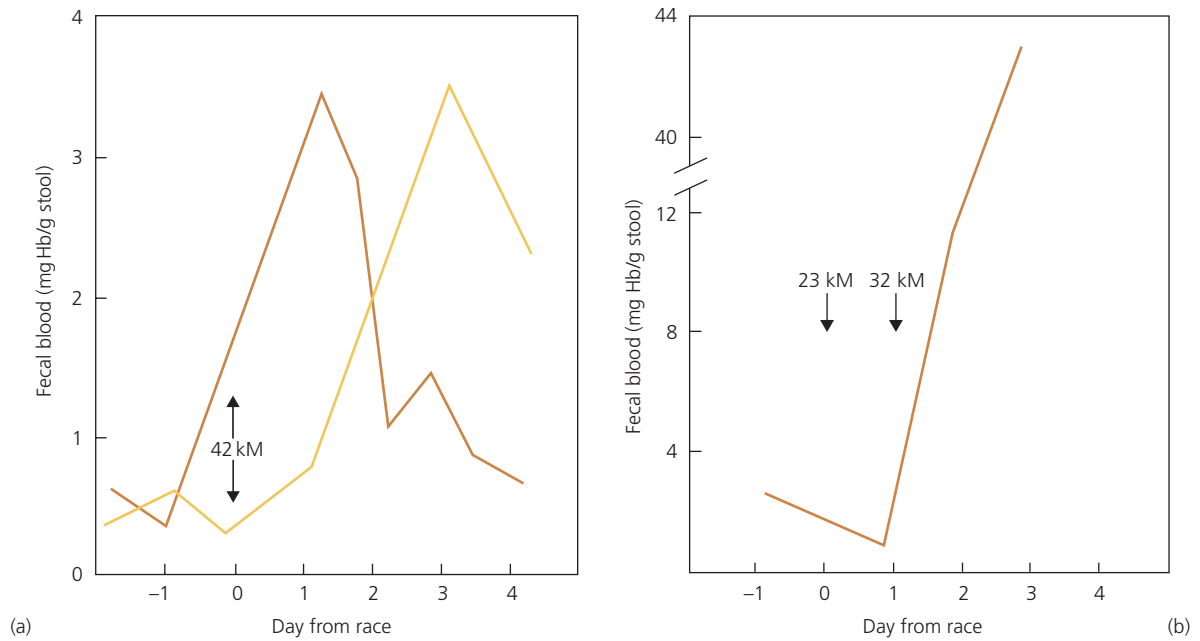 4
3
2
1
0
Fecal blood (mg Hb/g stool)
42 kM
–1 0 1 2 3 4
Day from race
(a)
44
40
12
8
4
Fecal blood (mg Hb/g stool)
23 kM 32 kM
-1 0 1 2 3 4
Day from race
(b)